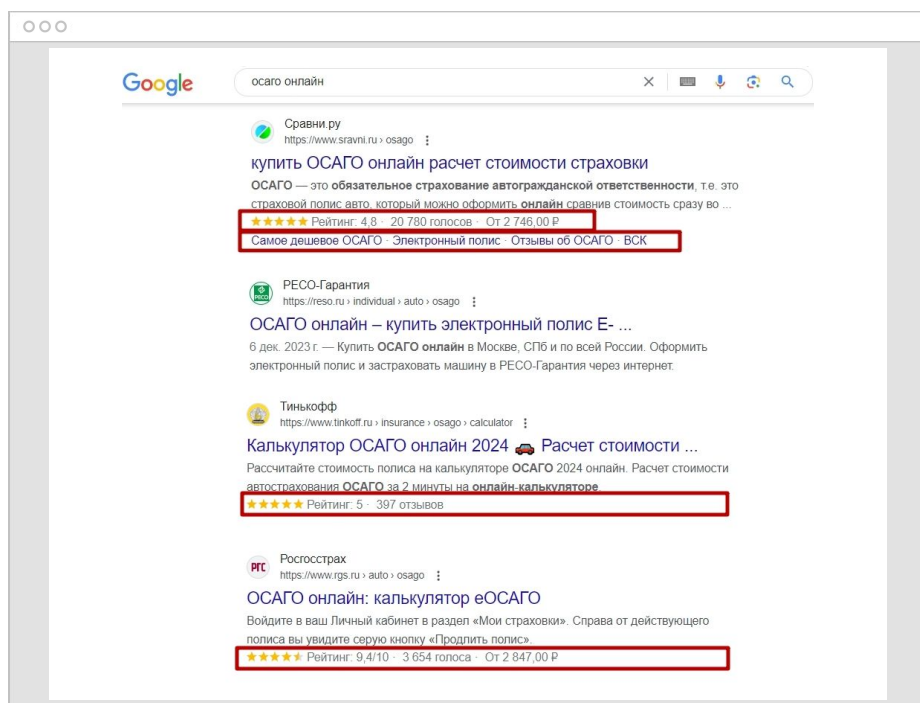 Google
осаго онлайн
Сравни.ру
https://www.sravni.ru › osago
купить ОСАГО онлайн расчет стоимости страховки
ОСАГО — это обязательное страхование автогражданской ответственности, т.е. это
страховой полис авто, который можно оформить онлайн сравнив стоимость сразу во ...
Рейтинг: 4,8 · 20 780 голосов · От 2 746,00 ₽
Самое дешевое ОСАГО · Электронный полис · Отзывы об ОСАГО · ВСК
РЕСО-Гарантия
РЕСО
https://reso.ru › individual › auto › osago
ОСАГО онлайн – купить электронный полис Е- ...
6 дек. 2023 г. — Купить ОСАГО онлайн в Москве, СПб и по всей России. Оформить
электронный полис и застраховать машину в РЕСО-Гарантия через интернет.
Тинькофф
https://www.tinkoff.ru › insurance › osago › calculator
Калькулятор ОСАГО онлайн 2024 🚗 Расчет стоимости ...
Рассчитайте стоимость полиса на калькуляторе ОСАГО 2024 онлайн. Расчет стоимости
автострахования ОСАГО за 2 минуты на онлайн-калькуляторе.
Рейтинг: 5 · 397 отзывов
Росгосстрах
РГС
https://www.rgs.ru › auto › osago
ОСАГО онлайн: калькулятор еОСАГО
Войдите в ваш Личный кабинет в раздел «Мои страховки». Справа от действующего
полиса вы увидите серую кнопку «Продлить полис».
Рейтинг: 9,4/10 · 3 654 голоса · От 2 847,00 ₽